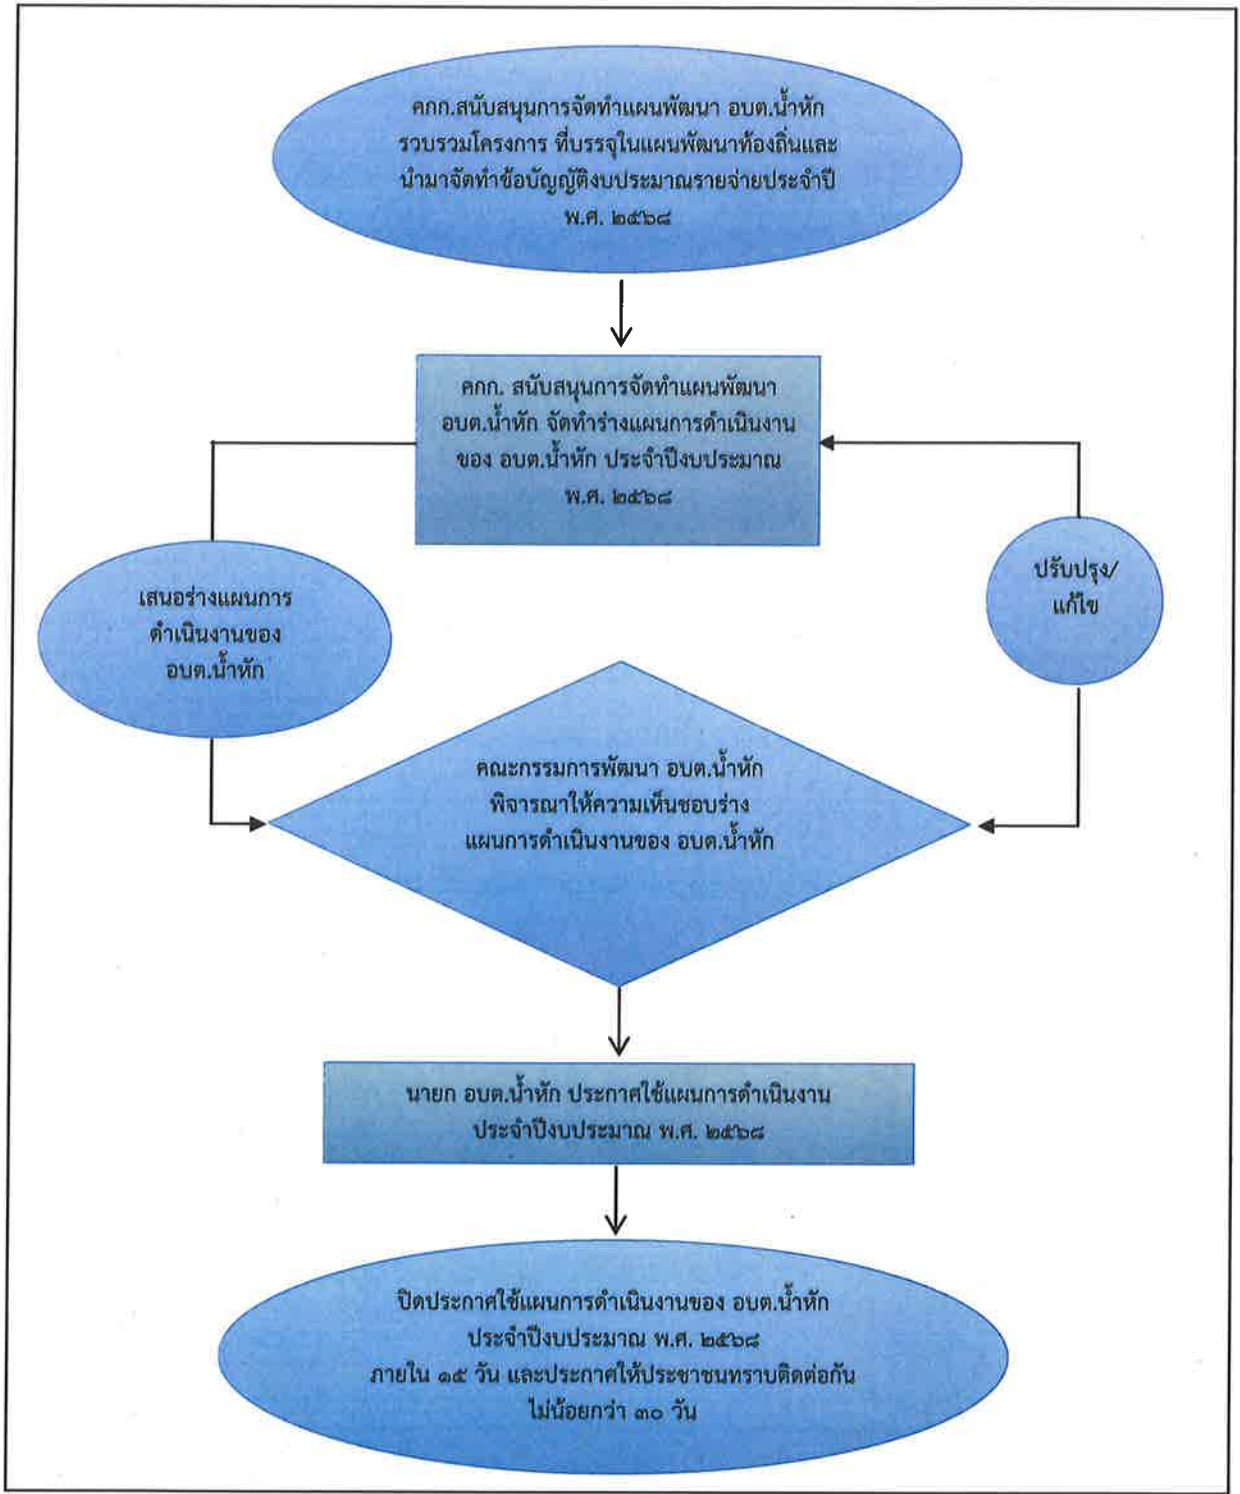 คกก.สนับสนุนการจัดทำแผนพัฒนา อบต.น้ำหัก
รวบรวมโครงการ ที่บรรจุในแผนพัฒนาท้องถิ่นและ
นำมาจัดทำข้อบัญญัติงบประมาณรายจ่ายประจำปี
พ.ศ. ๒๕๖๘
คกก. สนับสนุนการจัดทำแผนพัฒนา
อบต.น้ำหัก จัดทำร่างแผนการดำเนินงาน
ของ อบต.น้ำหัก ประจำปีงบประมาณ
พ.ศ. ๒๕๖๘
เสนอร่างแผนการ
ดำเนินงานของ
อบต.น้ำหัก
ปรับปรุง/
แก้ไข
คณะกรรมการพัฒนา อบต.น้ำหัก
พิจารณาให้ความเห็นชอบร่าง
แผนการดำเนินงานของ อบต.น้ำหัก
นายก อบต.น้ำหัก ประกาศใช้แผนการดำเนินงาน
ประจำปีงบประมาณ พ.ศ. ๒๕๖๘
ปิดประกาศใช้แผนการดำเนินงานของ อบต.น้ำหัก
ประจำปีงบประมาณ พ.ศ. ๒๕๖๘
ภายใน ๑๕ วัน และประกาศให้ประชาชนทราบติดต่อกัน
ไม่น้อยกว่า ๓๐ วัน